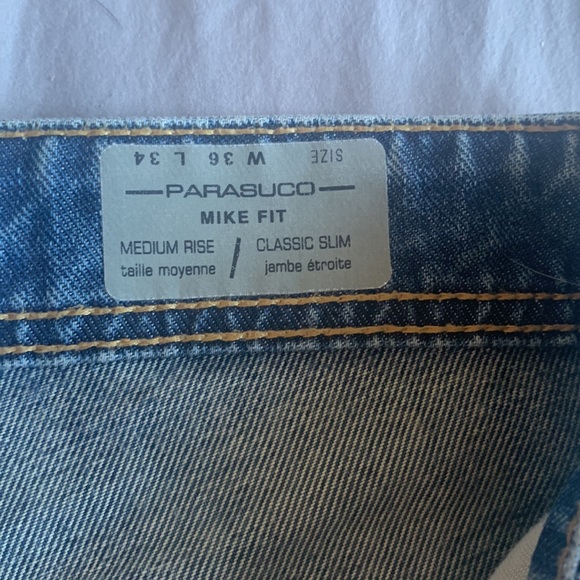 SIZE W 36 L 34
PARASUCO
MIKE FIT
MEDIUM RISE / CLASSIC SLIM
taille moyenne jambe étroite